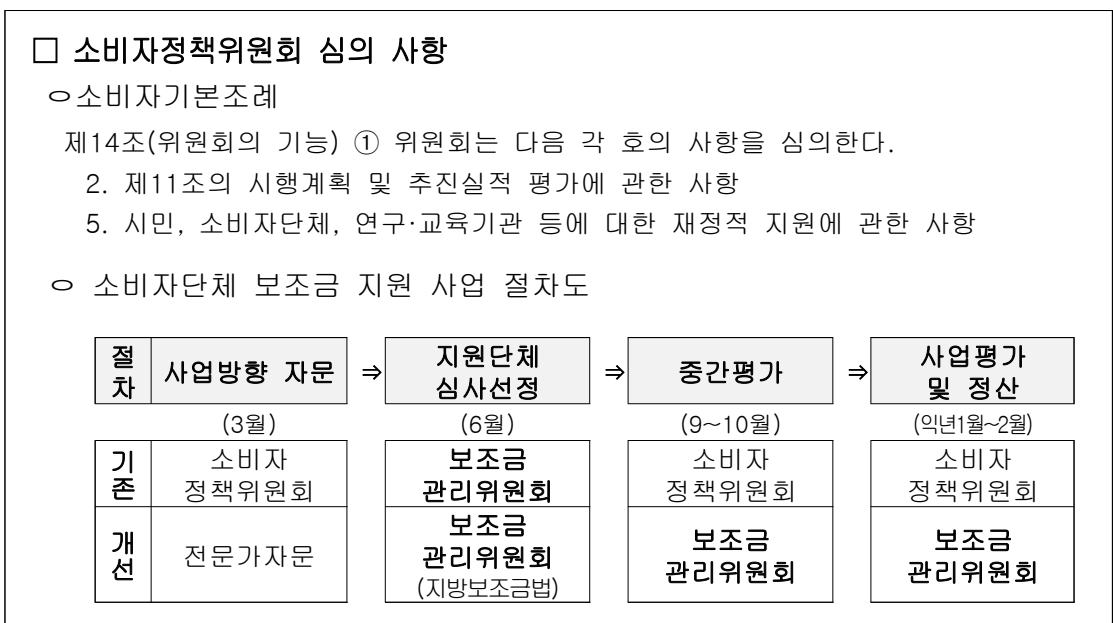 □ 소비자정책위원회 심의 사항
ㅇ소비자기본조례
제14조(위원회의 기능) ① 위원회는 다음 각 호의 사항을 심의한다.
2. 제11조의 시행계획 및 추진실적 평가에 관한 사항
5. 시민, 소비자단체, 연구·교육기관 등에 대한 재정적 지원에 관한 사항
ㅇ 소비자단체 보조금 지원 사업 절차도
절차 사업방향 자문 ⇒ 지원단체 심사선정 ⇒ 중간평가 ⇒ 사업평가 및 정산
(3월) (6월) (9~10월) (익년1월~2월)
기존 소비자 정책위원회 보조금 관리위원회 소비자 정책위원회 소비자 정책위원회
개선 전문가자문 보조금 관리위원회 (지방보조금법) 보조금 관리위원회 보조금 관리위원회